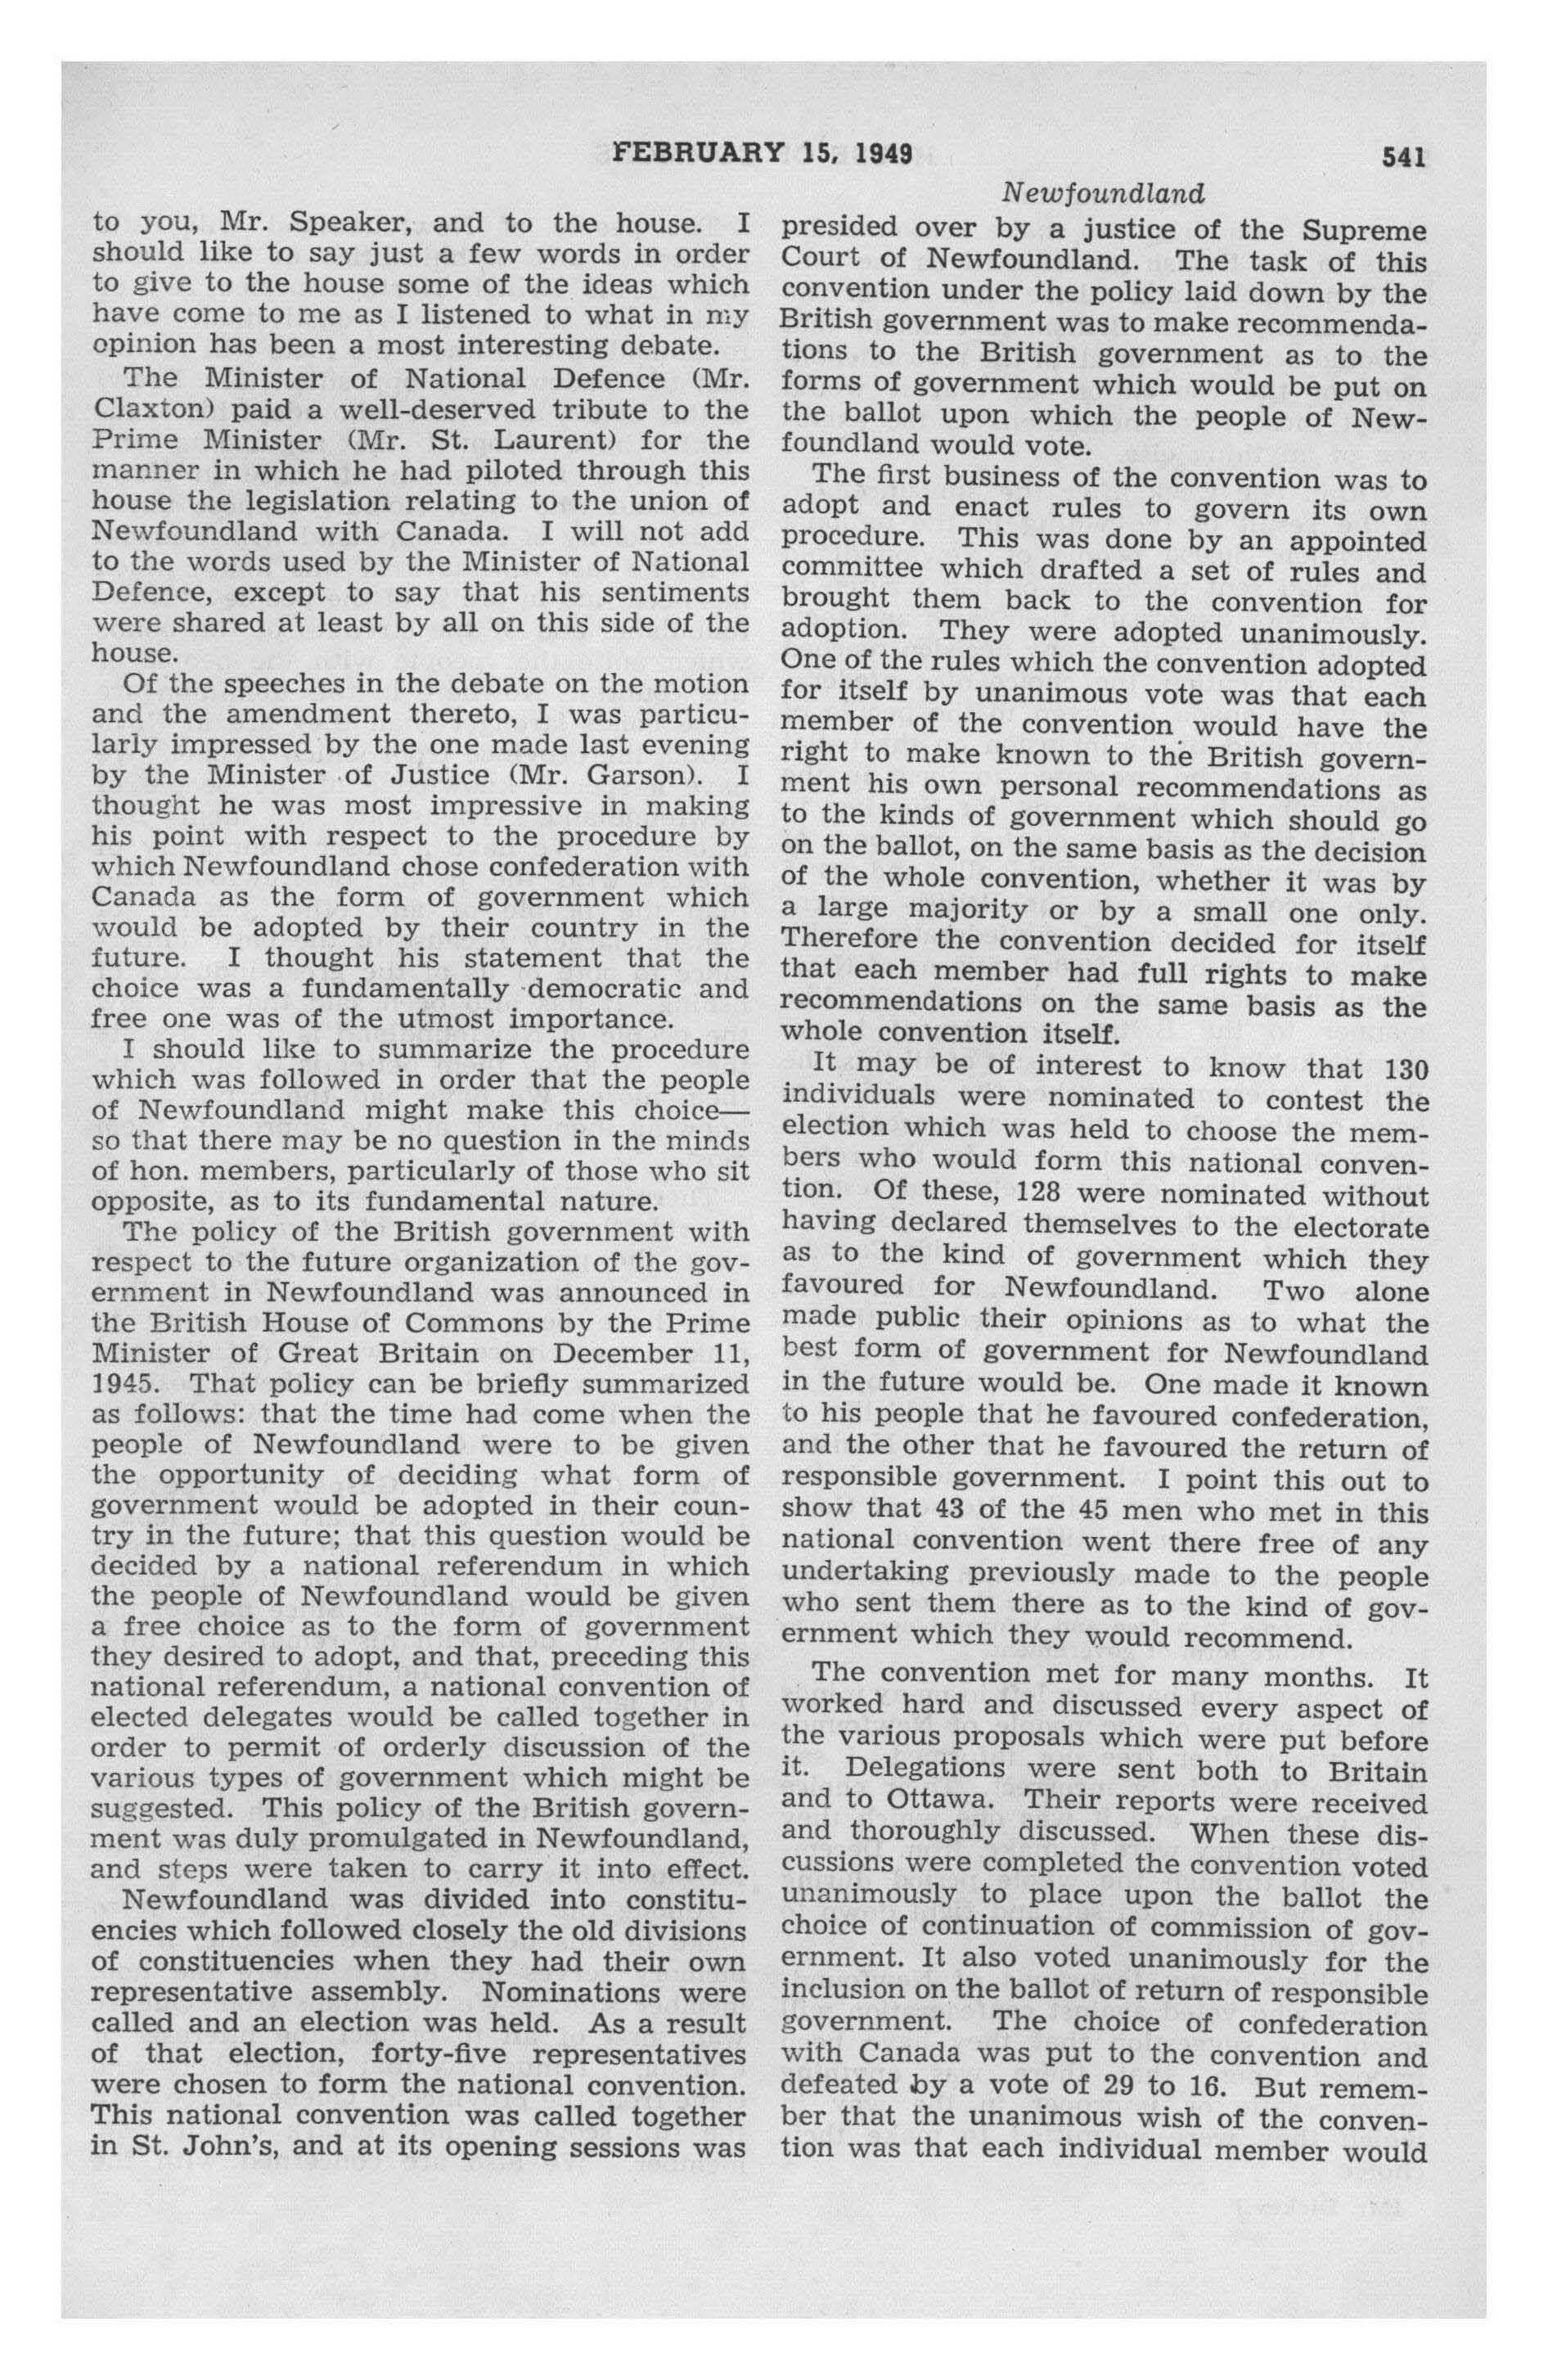 FEBRUARY 15, 1949
541
Newfoundland
to you, Mr. Speaker, and to the house. I
should like to say just a few words in order
to give to the house some of the ideas which
have come to me as I listened to what in my
opinion has been a most interesting debate.
The Minister of National Defence (Mr.
Claxton) paid a well-deserved tribute to the
Prime Minister (Mr. St. Laurent) for the
manner in which he had piloted through this
house the legislation relating to the union of
Newfoundland with Canada. I will not add
to the words used by the Minister of National
Defence, except to say that his sentiments
were shared at least by all on this side of the
house.
Of the speeches in the debate on the motion
and the amendment thereto, I was particu-
larly impressed by the one made last evening
by the Minister of Justice (Mr. Garson). I
thought he was most impressive in making
his point with respect to the procedure by
which Newfoundland chose confederation with
Canada as the form of government which
would be adopted by their country in the
future. I thought his statement that the
choice was a fundamentally democratic and
free one was of the utmost importance.
I should like to summarize the procedure
which was followed in order that the people
of Newfoundland might make this choice—
so that there may be no question in the minds
of hon. members, particularly of those who sit
opposite, as to its fundamental nature.
The policy of the British government with
respect to the future organization of the gov-
ernment in Newfoundland was announced in
the British House of Commons by the Prime
Minister of Great Britain on December 11,
1945. That policy can be briefly summarized
as follows: that the time had come when the
people of Newfoundland were to be given
the opportunity of deciding what form of
government would be adopted in their coun-
try in the future; that this question would be
decided by a national referendum in which
the people of Newfoundland would be given
a free choice as to the form of government
they desired to adopt, and that, preceding this
national referendum, a national convention of
elected delegates would be called together in
order to permit of orderly discussion of the
various types of government which might be
suggested. This policy of the British govern-
ment was duly promulgated in Newfoundland,
and steps were taken to carry it into effect.
Newfoundland was divided into constitu-
encies which followed closely the old divisions
of constituencies when they had their own
representative assembly. Nominations were
called and an election was held. As a result
of that election, forty-five representatives
were chosen to form the national convention.
This national convention was called together
in St. John's, and at its opening sessions was
presided over by a justice of the Supreme
Court of Newfoundland. The task of this
convention under the policy laid down by the
British government was to make recommenda-
tions to the British government as to the
forms of government which would be put on
the ballot upon which the people of New-
foundland would vote.
The first business of the convention was to
adopt and enact rules to govern its own
procedure. This was done by an appointed
committee which drafted a set of rules and
brought them back to the convention for
adoption. They were adopted unanimously.
One of the rules which the convention adopted
for itself by unanimous vote was that each
member of the convention would have the
right to make known to the British govern-
ment his own personal recommendations as
to the kinds of government which should go
on the ballot, on the same basis as the decision
of the whole convention, whether it was by
a large majority or by a small one only.
Therefore the convention decided for itself
that each member had full rights to make
recommendations on the same basis as the
whole convention itself.
It may be of interest to know that 130
individuals were nominated to contest the
election which was held to choose the mem-
bers who would form this national conven-
tion. Of these, 128 were nominated without
having declared themselves to the electorate
as to the kind of government which they
favoured for Newfoundland. Two alone
made public their opinions as to what the
best form of government for Newfoundland
in the future would be. One made it known
to his people that he favoured confederation,
and the other that he favoured the return of
responsible government. I point this out to
show that 43 of the 45 men who met in this
national convention went there free of any
undertaking previously made to the people
who sent them there as to the kind of gov-
ernment which they would recommend.
The convention met for many months. It
worked hard and discussed every aspect of
the various proposals which were put before
it. Delegations were sent both to Britain
and to Ottawa. Their reports were received
and thoroughly discussed. When these dis-
cussions were completed the convention voted
unanimously to place upon the ballot the
choice of continuation of commission of gov-
ernment. It also voted unanimously for the
inclusion on the ballot of return of responsible
government. The choice of confederation
with Canada was put to the convention and
defeated by a vote of 29 to 16. But remem-
ber that the unanimous wish of the conven-
tion was that each individual member would